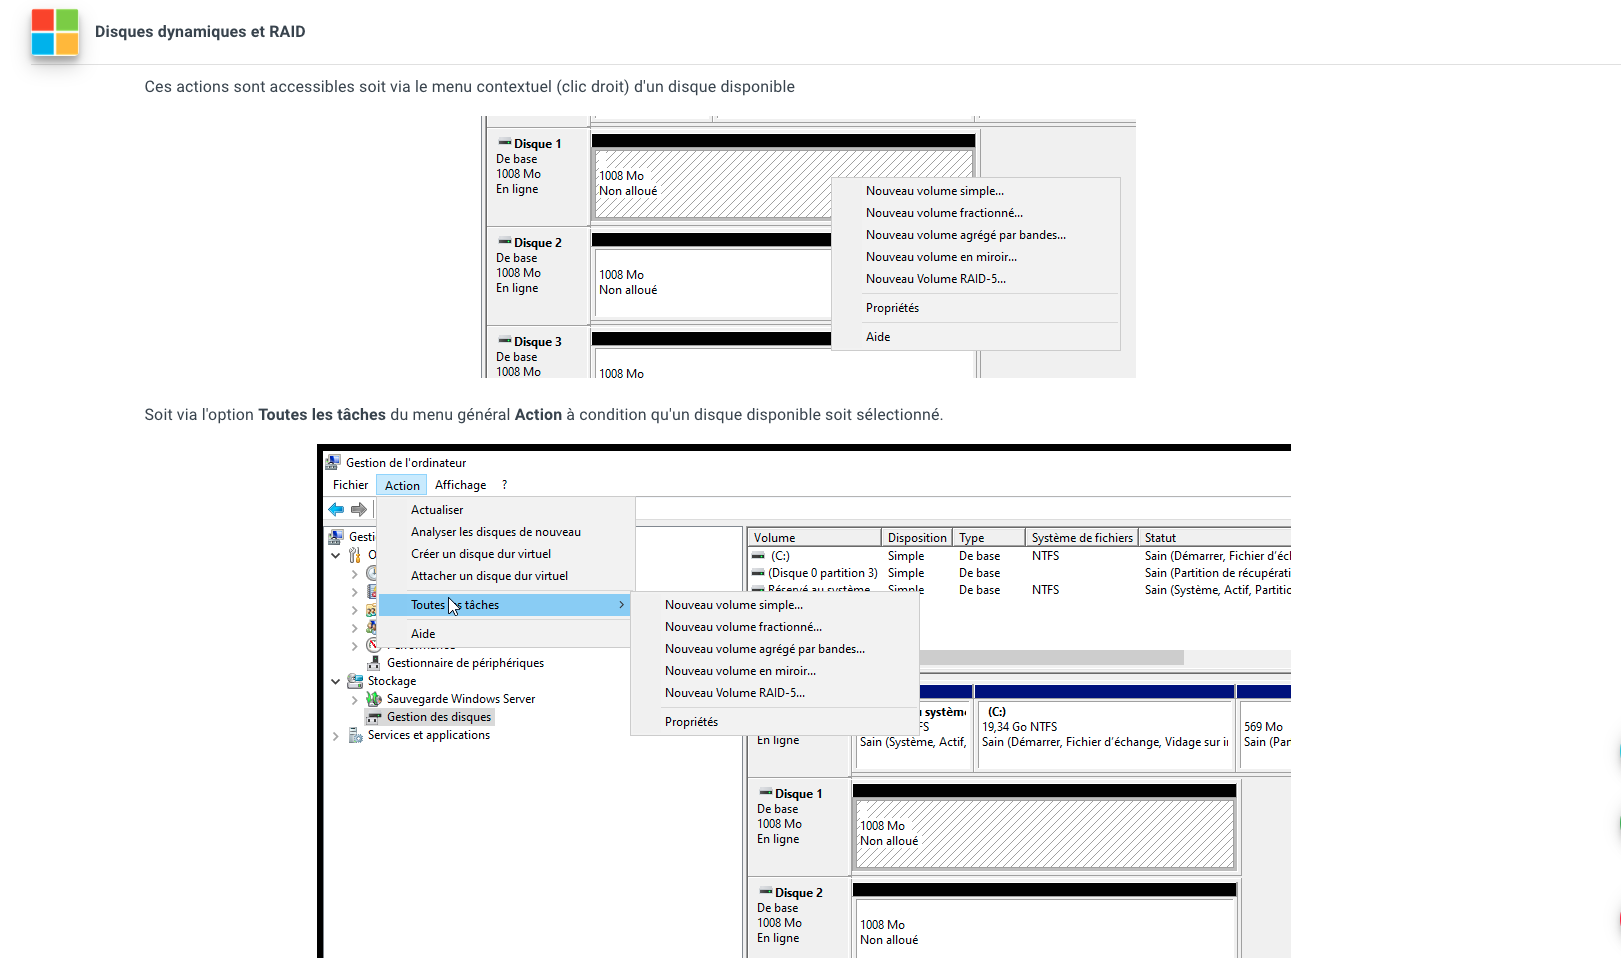 Disques dynamiques et RAID
Ces actions sont accessibles soit via le menu contextuel (clic droit) d'un disque disponible
Disque 1
De base
1008 Mo
En ligne
1008 Mo
Non alloué
Nouveau volume simple...
Nouveau volume fractionné...
Nouveau volume agrégé par bandes...
Nouveau volume en miroir...
Nouveau Volume RAID-5...
Propriétés
Aide
Disque 2
De base
1008 Mo
En ligne
1008 Mo
Non alloué
Disque 3
De base
1008 Mo
1008 Mo
Soit via l'option Toutes les tâches du menu général Action à condition qu'un disque disponible soit sélectionné.
Gestion de l'ordinateur
Fichier Action Affichage ?
Actualiser
Analyser les disques de nouveau
Créer un disque dur virtuel
Attacher un disque dur virtuel
Toutes s tâches
Aide
Nouveau volume simple...
Nouveau volume fractionné...
Nouveau volume agrégé par bandes...
Nouveau volume en miroir...
Nouveau Volume RAID-5...
Propriétés
Gesti
O
Gestionnaire de périphériques
Stockage
Sauvegarde Windows Server
Gestion des disques
Services et applications
Volume Disposition Type Système de fichiers Statut
(C:) Simple De base NTFS Sain (Démarrer, Fichier d'écl
(Disque 0 partition 3) Simple De base Sain (Partition de récupérati
Réservé au système Simple De base NTFS Sain (Système, Actif, Partitic
En ligne
u système
FS
Sain (Système, Actif,
(C:)
19,34 Go NTFS
Sain (Démarrer, Fichier d'échange, Vidage sur i
569 Mo
Sain (Par
Disque 1
De base
1008 Mo
En ligne
1008 Mo
Non alloué
Disque 2
De base
1008 Mo
En ligne
1008 Mo
Non alloué